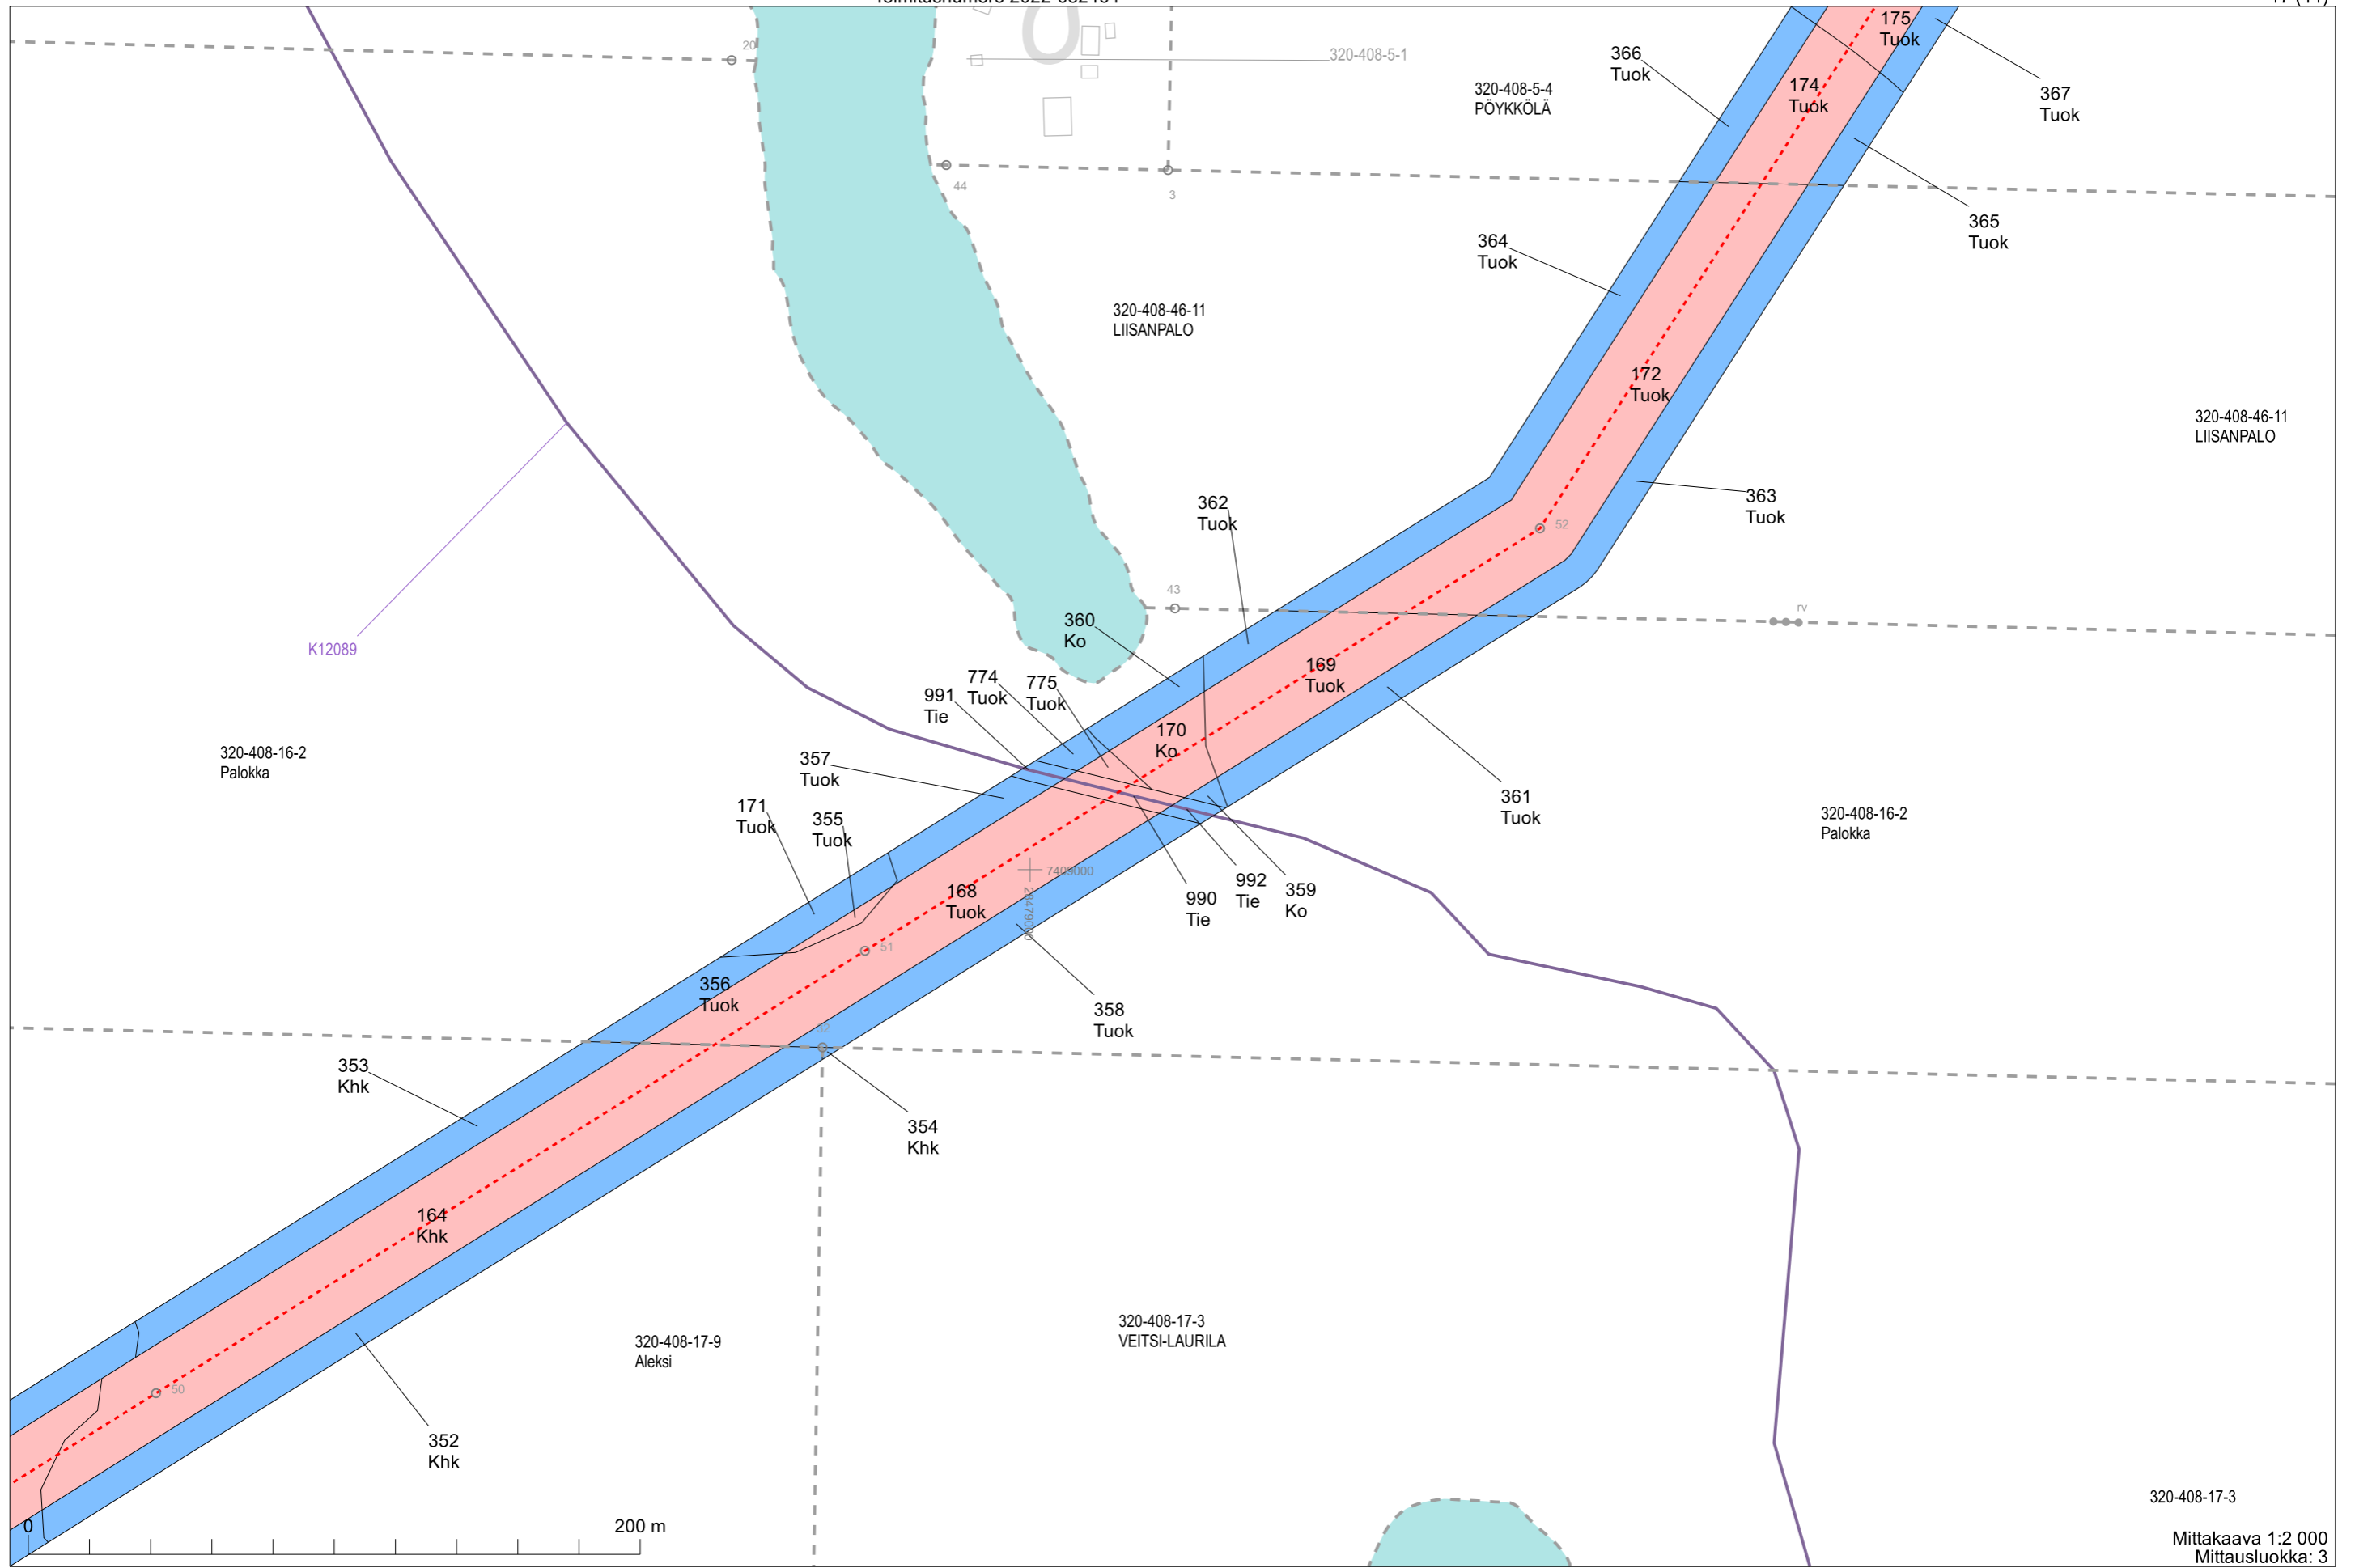 175
Tuok
20
320-408-5-1
366
Tuok
320-408-5-4
PÖYKKÖLÄ
174
Tuok
367
Tuok
44
3
365
Tuok
364
Tuok
320-408-46-11
LIISANPALO
172
Tuok
320-408-46-11
LIISANPALO
362
Tuok
363
Tuok
52
43
rv
360
Ko
K12089
169
Tuok
774
Tuok
775
Tuok
991
Tie
170
Ko
320-408-16-2
Palokka
357
Tuok
361
Tuok
171
Tuok
355
Tuok
320-408-16-2
Palokka
7409000
168
Tuok
992
Tie
990
Tie
359
Ko
51
356
Tuok
358
Tuok
353
Khk
354
Khk
164
Khk
320-408-17-9
Aleksi
320-408-17-3
VEITSI-LAURILA
50
352
Khk
320-408-17-3
0
200 m
Mittakaava 1:2 000
Mittausluokka: 3